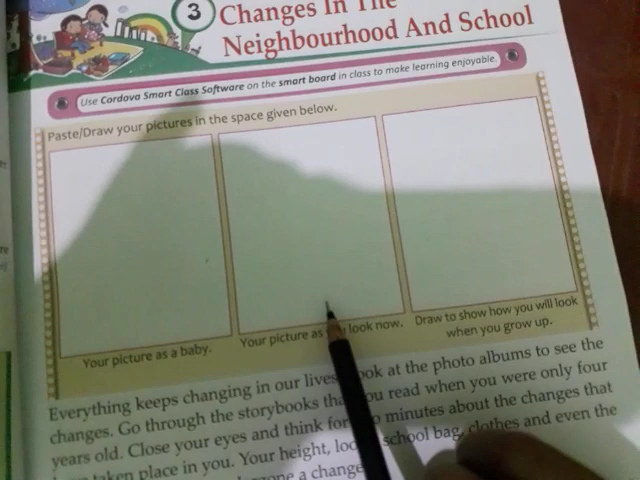 3
Changes In The
Neighbourhood And School
Use Cordova Smart Class Software on the smart board in class to make learning enjoyable.
Paste/Draw your pictures in the space given below.
Your picture as a baby.
Your picture as look now.
Draw to show how you will look
when you grow up.
Everything keeps changing in our lives. look at the photo albums to see the
changes. Go through the storybooks that you read when you were only four
years old. Close your eyes and think for minutes about the changes that
taken place in you. Your height, school bag, clothes and even the
a change